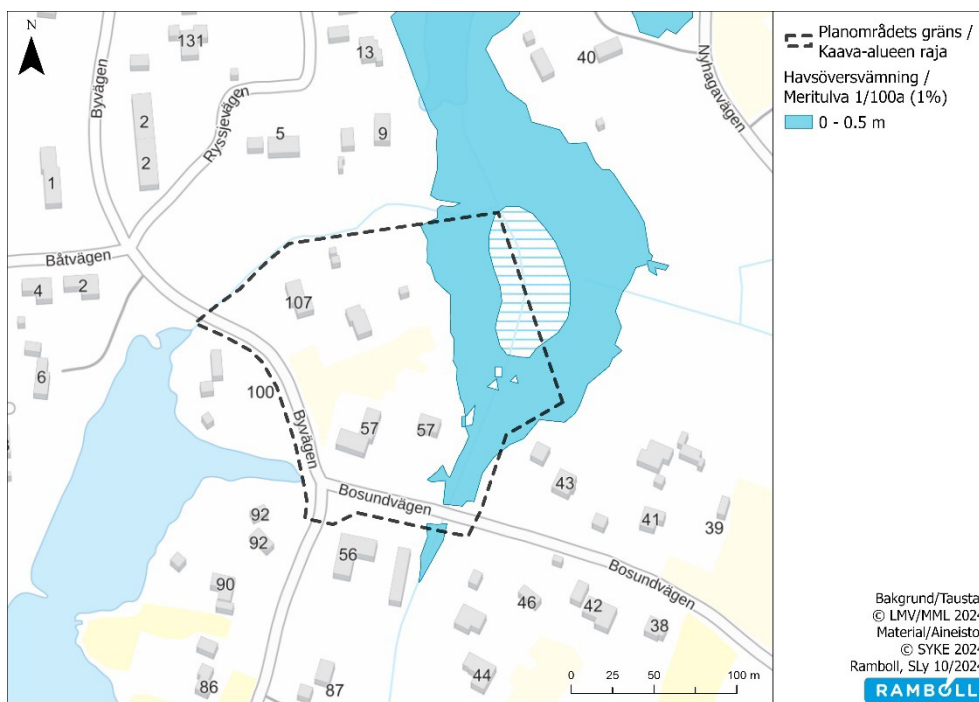 N
131
13
40
Nyhagavägen
Byvägen
2
2
Ryssjevägen
5
9
1
Båtvägen
4
2
107
6
100
Byvägen
57
57
Bosundvägen
43
41
39
92
92
56
90
Bosundvägen
46
42
38
86
87
44
0 25 50 100 m
Planområdets gräns /
Kaava-alueen raja
Havsöversvämning /
Meritulva 1/100a (1%)
0 - 0.5 m
Bakgrund/Tausta
© LMV/MML 2024
Material/Aineisto
© SYKE 2024
Ramboll, SLy 10/2024
RAMBOLL